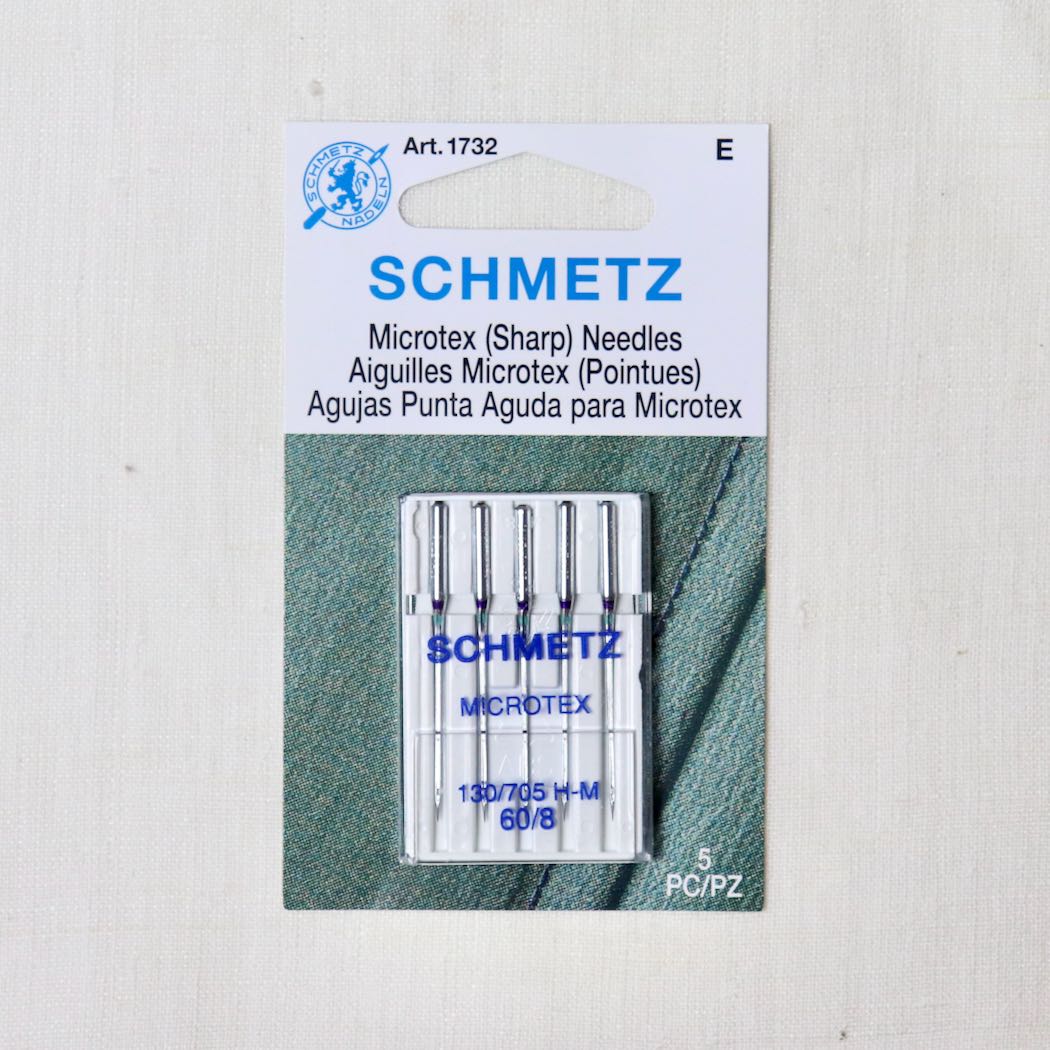 Art.1732
E
SCHMETZ
NADELN
SCHMETZ
Microtex (Sharp) Needles
Aiguilles Microtex (Pointues)
Agujas Punta Aguda para Microtex
SCHMETZ
MICROTEX
130/705 H-M
60/8
5
PC/PZ